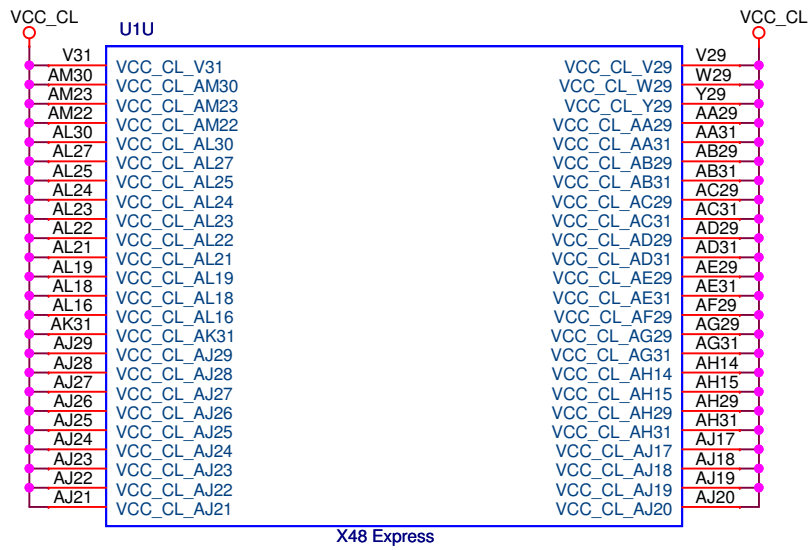 VCC_CL VCC_CL
U1U
V31 VCC_CL_V31 VCC_CL_V29 V29
AM30 VCC_CL_AM30 VCC_CL_W29 W29
AM23 VCC_CL_AM23 VCC_CL_Y29 Y29
AM22 VCC_CL_AM22 VCC_CL_AA29 AA29
AL30 VCC_CL_AL30 VCC_CL_AA31 AA31
AL27 VCC_CL_AL27 VCC_CL_AB29 AB29
AL25 VCC_CL_AL25 VCC_CL_AB31 AB31
AL24 VCC_CL_AL24 VCC_CL_AC29 AC29
AL23 VCC_CL_AL23 VCC_CL_AC31 AC31
AL22 VCC_CL_AL22 VCC_CL_AD29 AD29
AL21 VCC_CL_AL21 VCC_CL_AD31 AD31
AL19 VCC_CL_AL19 VCC_CL_AE29 AE29
AL18 VCC_CL_AL18 VCC_CL_AE31 AE31
AL16 VCC_CL_AL16 VCC_CL_AF29 AF29
AK31 VCC_CL_AK31 VCC_CL_AG29 AG29
AJ29 VCC_CL_AJ29 VCC_CL_AG31 AG31
AJ28 VCC_CL_AJ28 VCC_CL_AH14 AH14
AJ27 VCC_CL_AJ27 VCC_CL_AH15 AH15
AJ26 VCC_CL_AJ26 VCC_CL_AH29 AH29
AJ25 VCC_CL_AJ25 VCC_CL_AH31 AH31
AJ24 VCC_CL_AJ24 VCC_CL_AJ17 AJ17
AJ23 VCC_CL_AJ23 VCC_CL_AJ18 AJ18
AJ22 VCC_CL_AJ22 VCC_CL_AJ19 AJ19
AJ21 VCC_CL_AJ21 VCC_CL_AJ20 AJ20
X48 Express